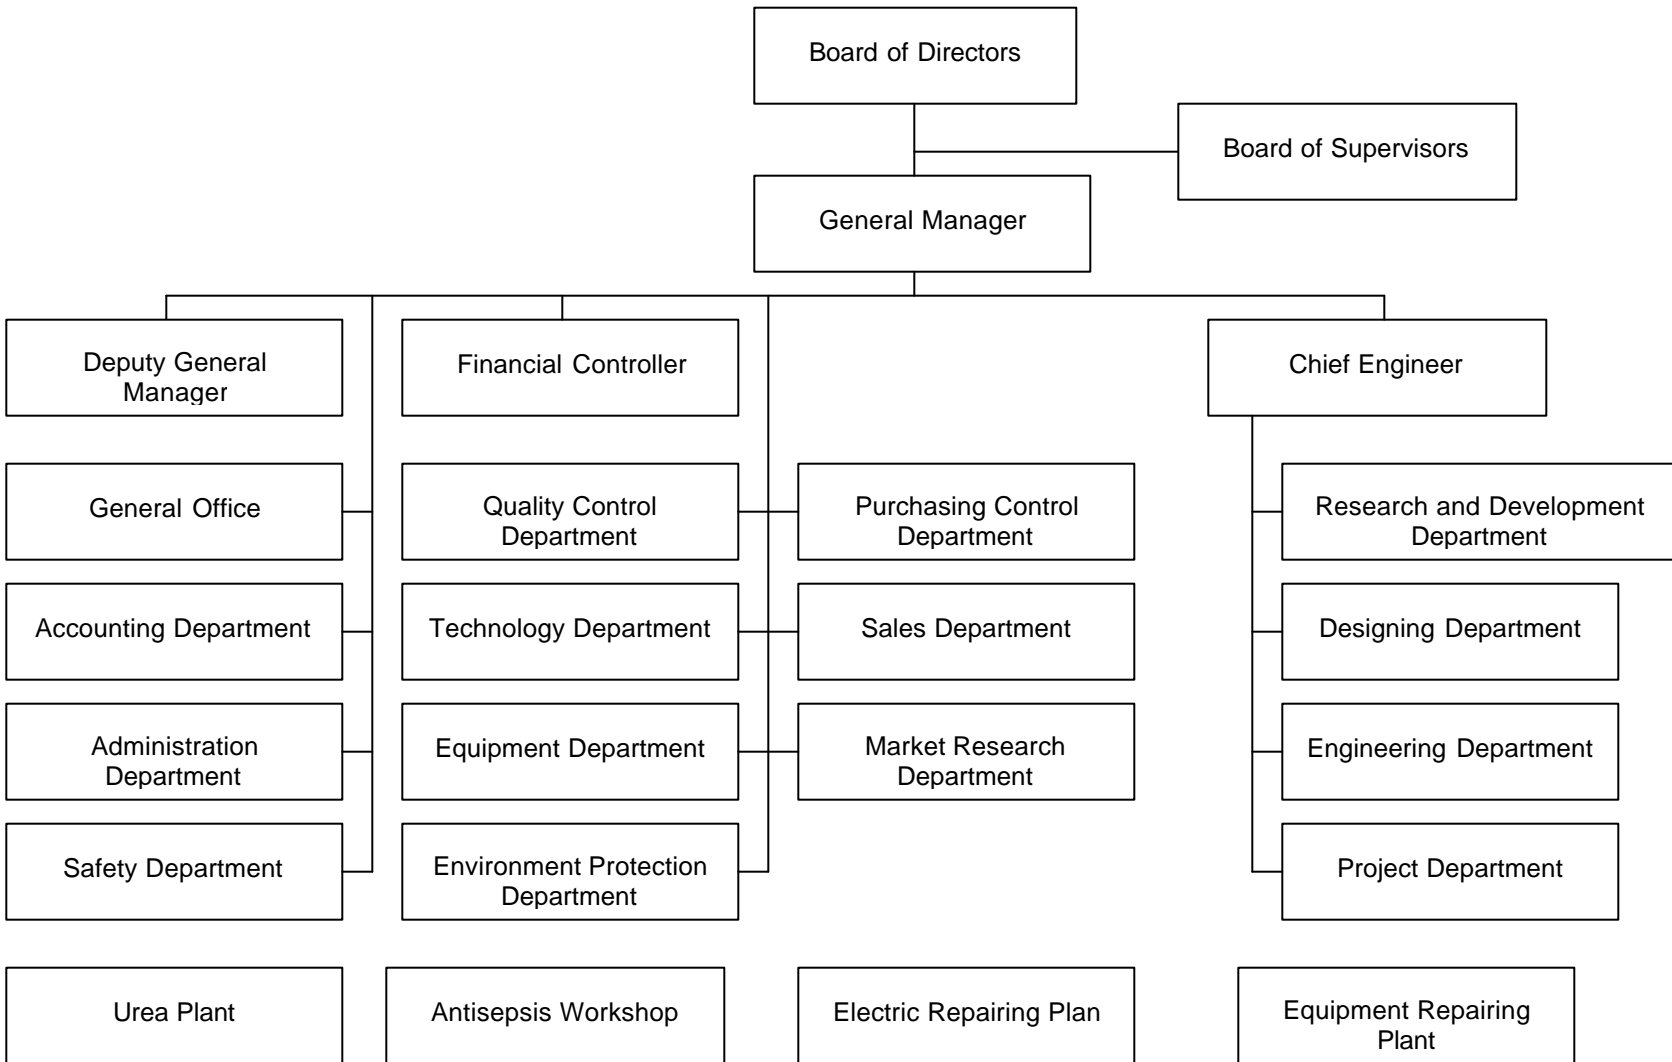 Board of Directors
Board of Supervisors
General Manager
Deputy General
Manager
Financial Controller
Chief Engineer
General Office
Quality Control
Department
Purchasing Control
Department
Research and Development
Department
Accounting Department
Technology Department
Sales Department
Designing Department
Administration
Department
Equipment Department
Market Research
Department
Engineering Department
Safety Department
Environment Protection
Department
Project Department
Urea Plant
Antisepsis Workshop
Electric Repairing Plan
Equipment Repairing
Plant